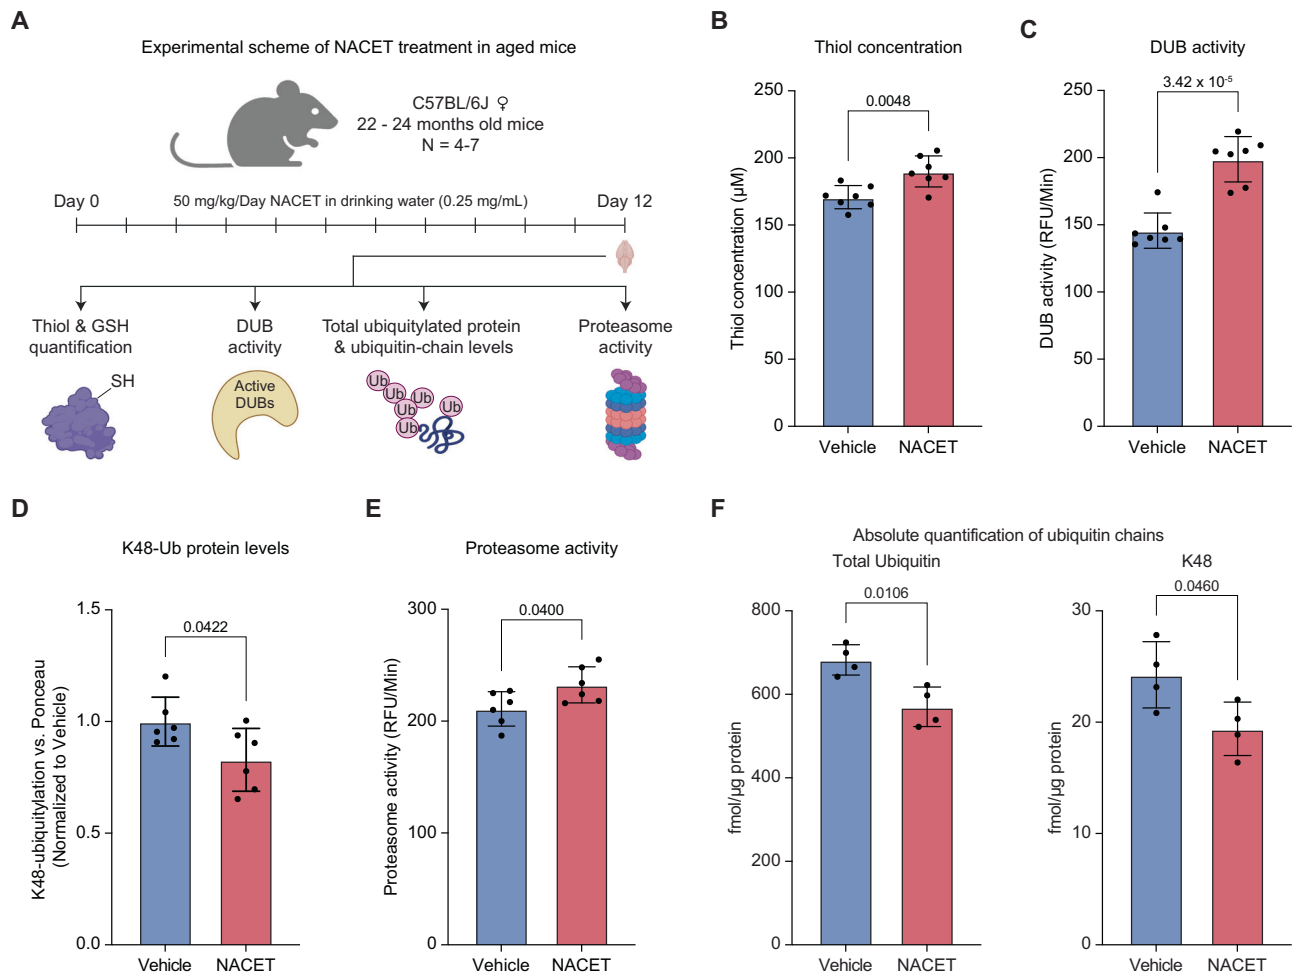 A
Experimental scheme of NACET treatment in aged mice
C57BL/6J ♀
22 - 24 months old mice
N = 4-7
Day 0
50 mg/kg/Day NACET in drinking water (0.25 mg/mL)
Day 12
Thiol & GSH
quantification
DUB
activity
Total ubiquitylated protein
& ubiquitin-chain levels
Proteasome
activity
SH
Active
DUBs
Ub
Ub
Ub
Ub
Ub
Ub
B
Thiol concentration
0.0048
Thiol concentration (µM)
250
200
150
100
50
0
Vehicle
NACET
C
DUB activity
3.42 x 10-5
DUB activity (RFU/Min)
250
200
150
100
50
0
Vehicle
NACET
D
K48-Ub protein levels
0.0422
K48-ubiquitylation vs. Ponceau
(Normalized to Vehicle)
1.5
1.0
0.5
0.0
Vehicle
NACET
E
Proteasome activity
0.0400
Proteasome activity (RFU/Min)
300
200
100
0
Vehicle
NACET
F
Absolute quantification of ubiquitin chains
Total Ubiquitin
0.0106
fmol/µg protein
800
600
400
200
0
Vehicle
NACET
K48
0.0460
fmol/µg protein
30
20
10
0
Vehicle
NACET